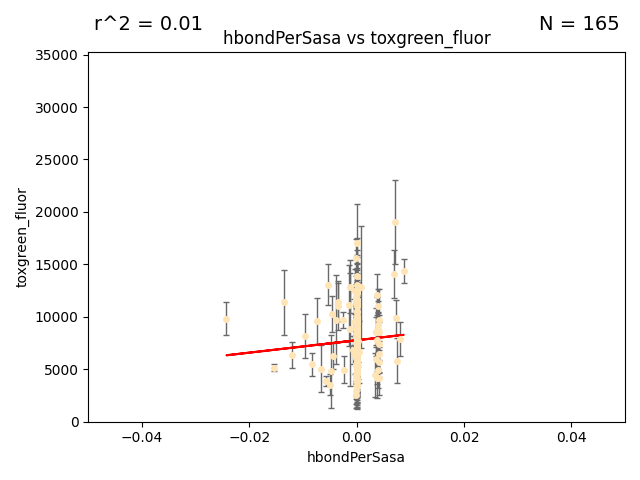 r^2 = 0.01
N = 165
hbondPerSasa vs toxgreen_fluor
35000
30000
25000
20000
15000
10000
5000
0
toxgreen_fluor
−0.04
−0.02
0.00
0.02
0.04
hbondPerSasa